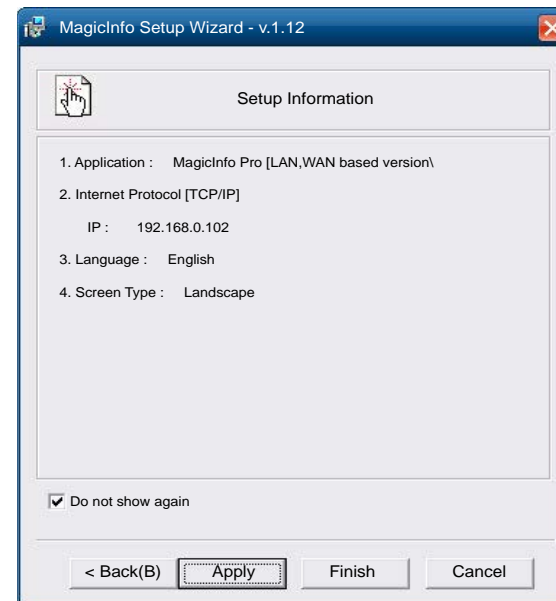 MagicInfo Setup Wizard - v.1.12
Setup Information
1. Application : MagicInfo Pro [LAN,WAN based version\
2. Internet Protocol [TCP/IP]
IP : 192.168.0.102
3. Language : English
4. Screen Type : Landscape
Do not show again
< Back(B) Apply Finish Cancel